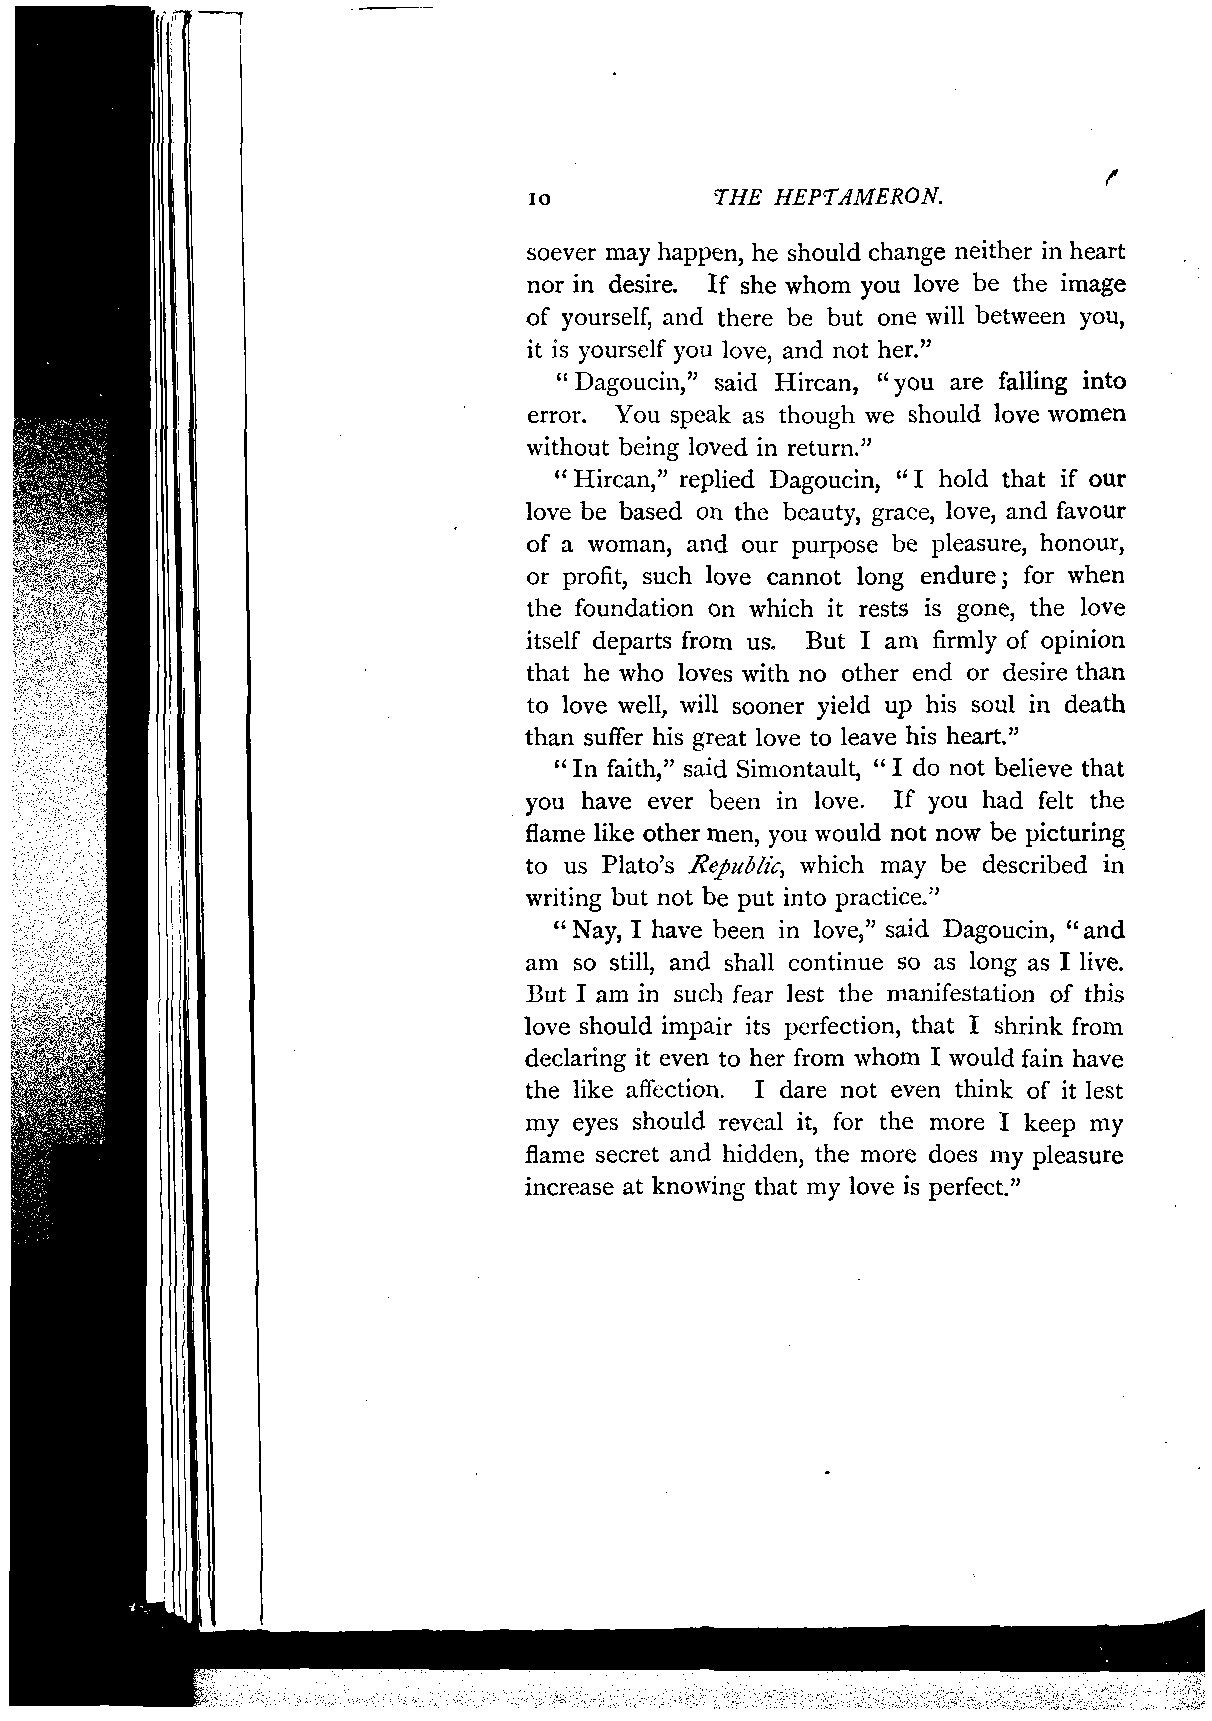 10 THE HEPTAMERON.
soever may happen, he should change neither in heart
nor in desire. If she whom you love be the image
of yourself, and there be but one will between you,
it is yourself you love, and not her.”
“Dagoucin,” said Hircan, “you are falling into
error. You speak as though we should love women
without being loved in return.”
“Hircan,” replied Dagoucin, “I hold that if our
love be based on the beauty, grace, love, and favour
of a woman, and our purpose be pleasure, honour,
or profit, such love cannot long endure; for when
the foundation on which it rests is gone, the love
itself departs from us. But I am firmly of opinion
that he who loves with no other end or desire than
to love well, will sooner yield up his soul in death
than suffer his great love to leave his heart.”
“In faith,” said Simontault, “I do not believe that
you have ever been in love. If you had felt the
flame like other men, you would not now be picturing
to us Plato’s Republic, which may be described in
writing but not be put into practice.”
“Nay, I have been in love,” said Dagoucin, “and
am so still, and shall continue so as long as I live.
But I am in such fear lest the manifestation of this
love should impair its perfection, that I shrink from
declaring it even to her from whom I would fain have
the like affection. I dare not even think of it lest
my eyes should reveal it, for the more I keep my
flame secret and hidden, the more does my pleasure
increase at knowing that my love is perfect.”